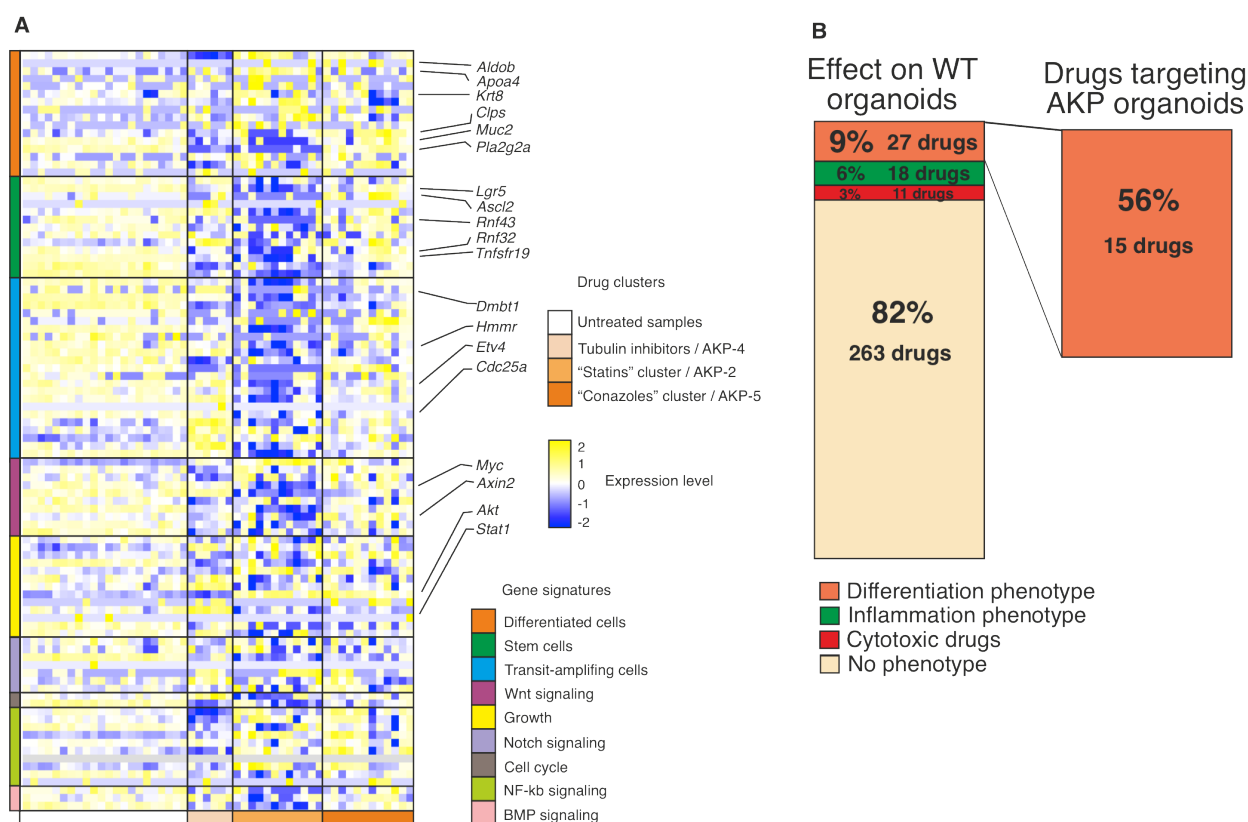 A
Aldob
Apoa4
Krt8
Clps
Muc2
Pla2g2a
Lgr5
Ascl2
Rnf43
Rnf32
Tnfsfr19
Dmbt1
Hmmr
Etv4
Cdc25a
Myc
Axin2
Akt
Stat1
Drug clusters
Untreated samples
Tubulin inhibitors / AKP-4
“Statins” cluster / AKP-2
“Conazoles” cluster / AKP-5
2
1
0
-1
-2
Expression level
Gene signatures
Differentiated cells
Stem cells
Transit-amplifing cells
Wnt signaling
Growth
Notch signaling
Cell cycle
NF-kb signaling
BMP signaling
B
Effect on WT
organoids
9% 27 drugs
6% 18 drugs
3% 11 drugs
82%
263 drugs
Drugs targeting
AKP organoids
56%
15 drugs
Differentiation phenotype
Inflammation phenotype
Cytotoxic drugs
No phenotype